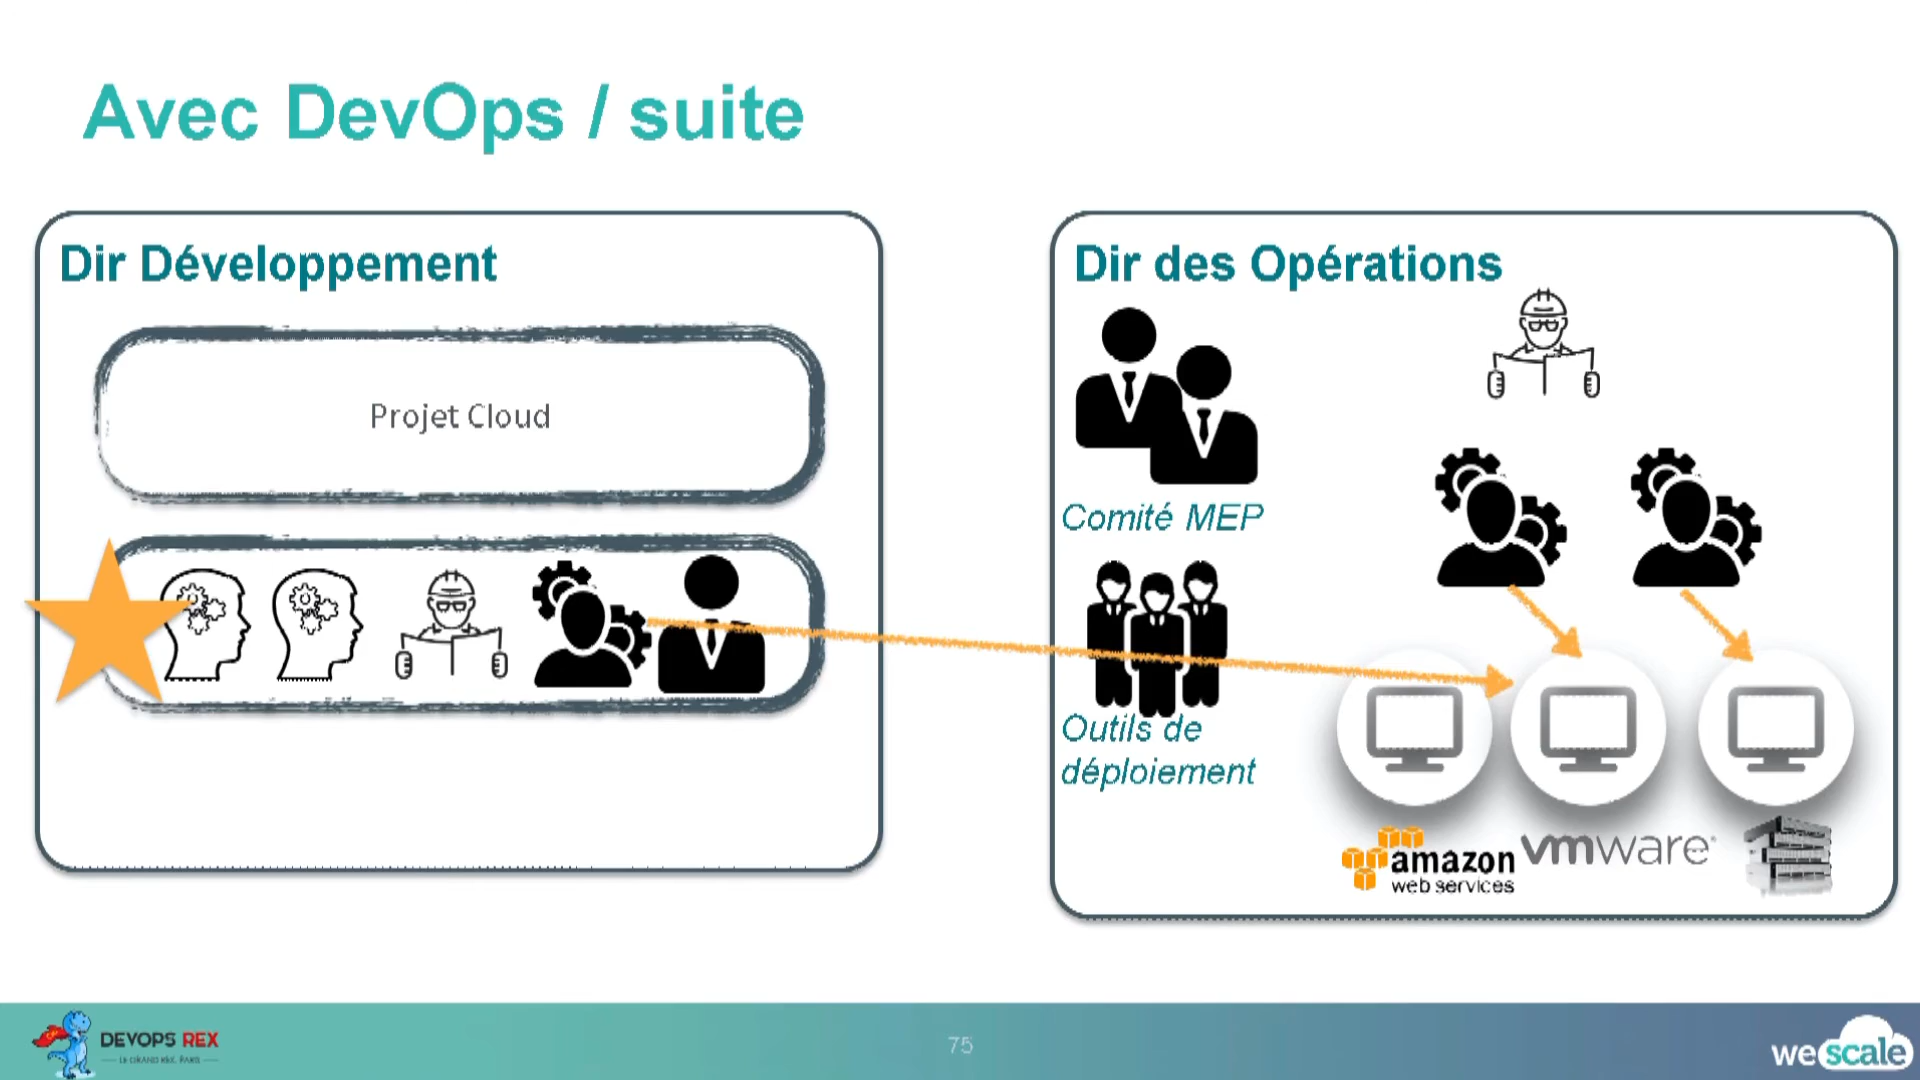 Avec DevOps / suite
Dir Développement
Projet Cloud
Dir des Opérations
Comité MEP
Outils de
déploiement
amazon
web services
vmware
DEVOPS REX
75
wescale